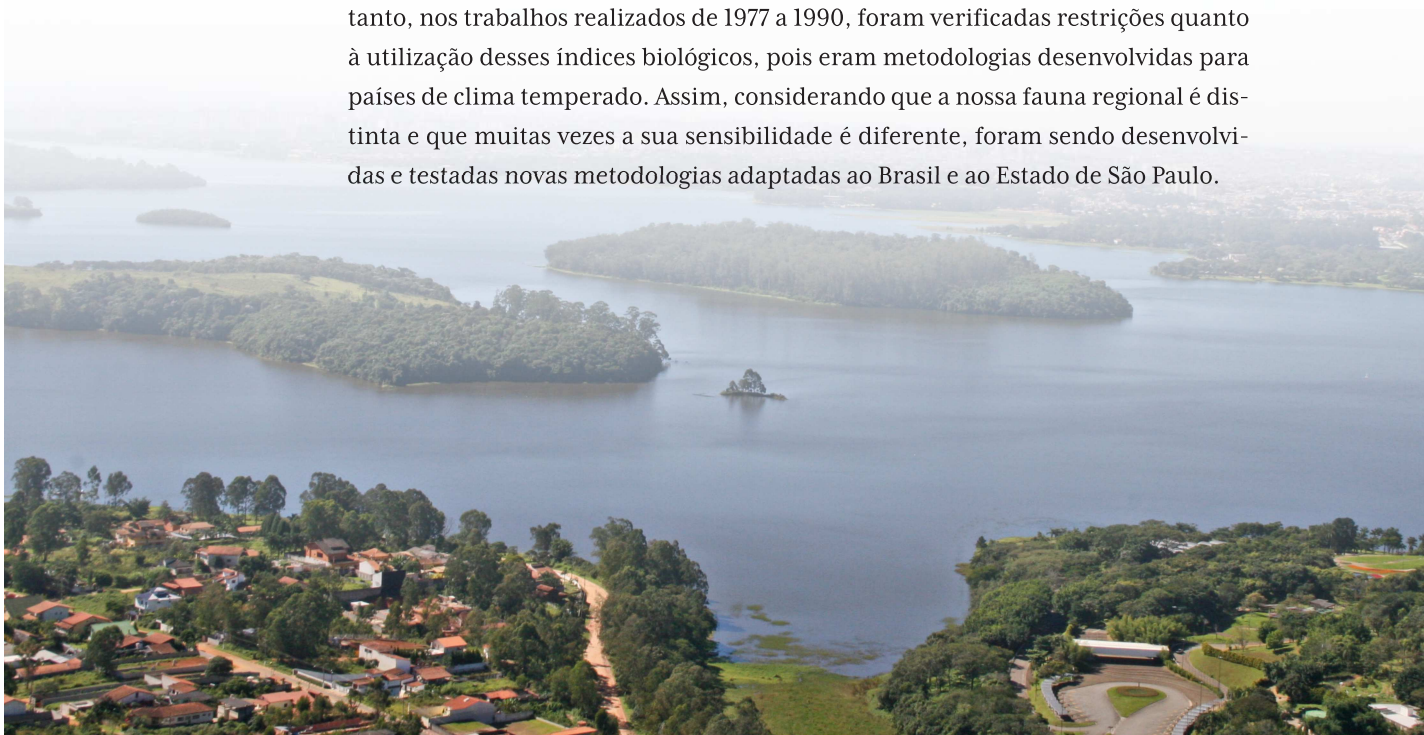 tanto, nos trabalhos realizados de 1977 a 1990, foram verificadas restrições quanto
à utilização desses índices biológicos, pois eram metodologias desenvolvidas para
países de clima temperado. Assim, considerando que a nossa fauna regional é dis-
tinta e que muitas vezes a sua sensibilidade é diferente, foram sendo desenvolvi-
das e testadas novas metodologias adaptadas ao Brasil e ao Estado de São Paulo.